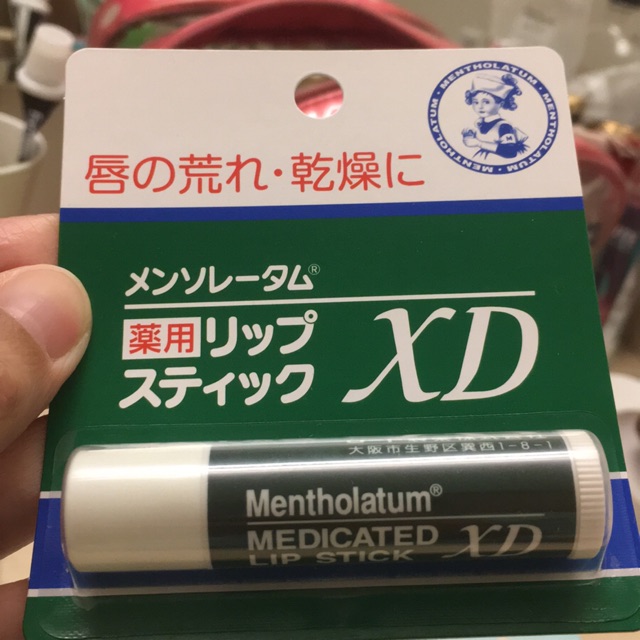 MENTHOLATUM · MENTHOLATUM · MENTHOLATUM
唇の荒れ・乾燥に
メンソレータム®
薬用リップ
スティック XD
大阪市生野区巽西1-8-1
Mentholatum®
MEDICATED
LIP STICK XD